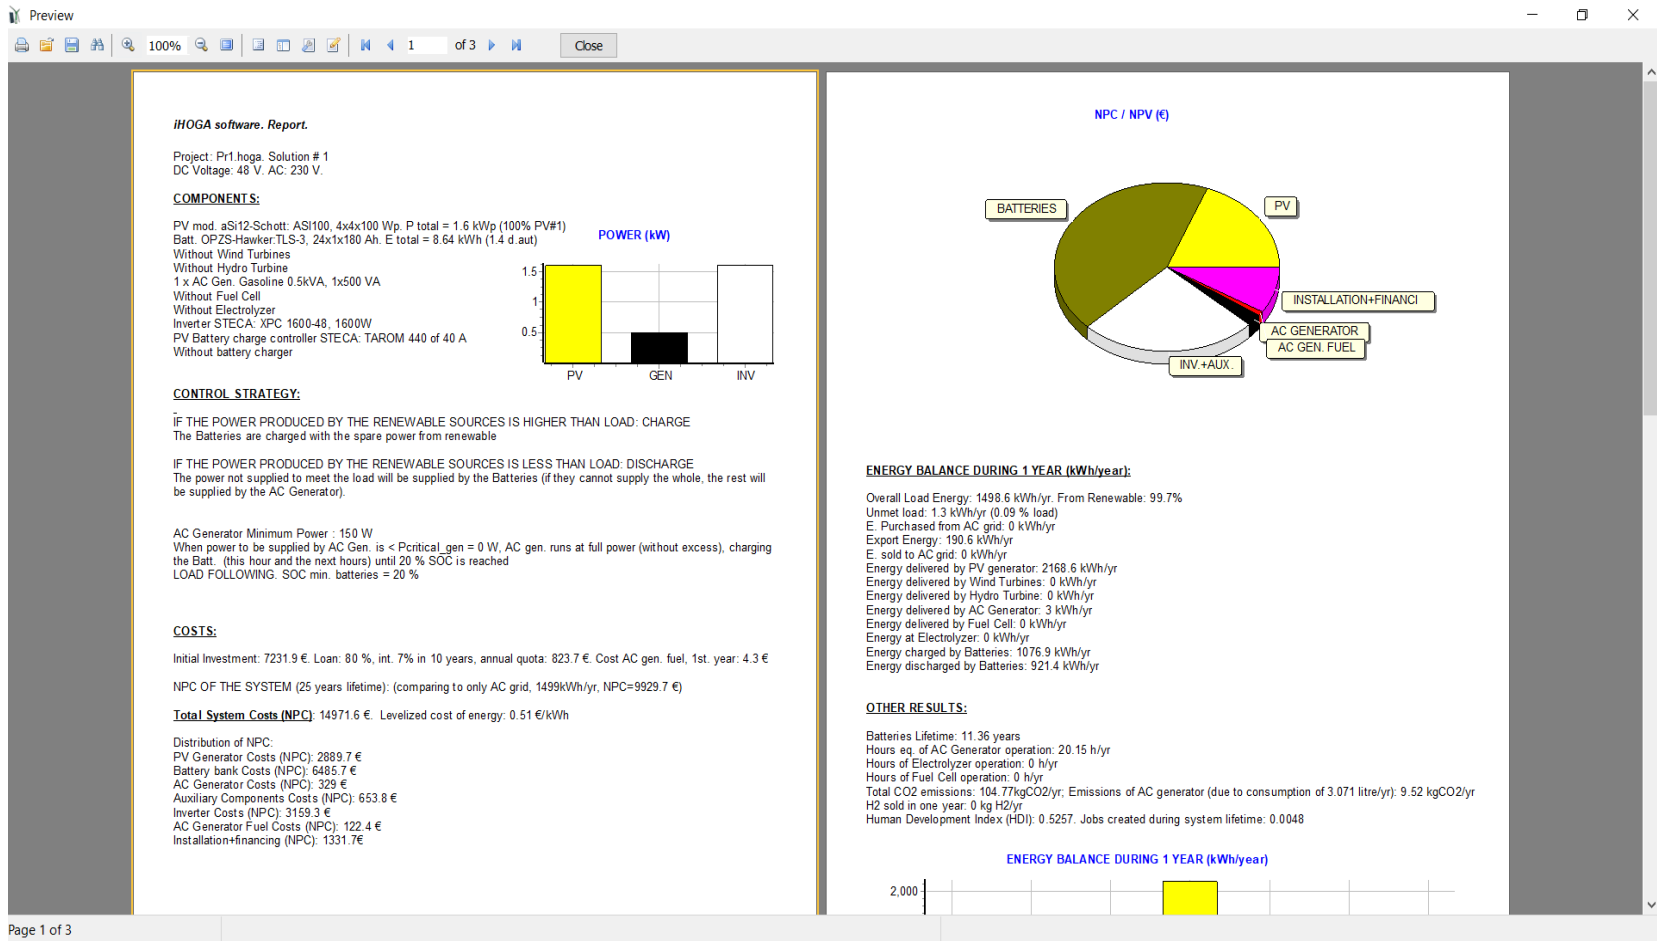 Preview
100%
1
of 3
Close
iHOGA software. Report.
Project: Pr1.hoga. Solution # 1
DC Voltage: 48 V. AC: 230 V.
COMPONENTS:
PV mod. aSi12-Schott: ASI100, 4x4x100 Wp. P total = 1.6 kWp (100% PV#1)
Batt. OPZS-Hawker:TLS-3, 24x1x180 Ah. E total = 8.64 kWh (1.4 d.aut)
Without Wind Turbines
Without Hydro Turbine
1 x AC Gen. Gasoline 0.5kVA, 1x500 VA
Without Fuel Cell
Without Electrolyzer
Inverter STECA: XPC 1600-48, 1600W
PV Battery charge controller STECA: TAROM 440 of 40 A
Without battery charger
POWER (kW)
1.5
1
0.5
PV
GEN
INV
CONTROL STRATEGY:
IF THE POWER PRODUCED BY THE RENEWABLE SOURCES IS HIGHER THAN LOAD: CHARGE
The Batteries are charged with the spare power from renewable
IF THE POWER PRODUCED BY THE RENEWABLE SOURCES IS LESS THAN LOAD: DISCHARGE
The power not supplied to meet the load will be supplied by the Batteries (if they cannot supply the whole, the rest will
be supplied by the AC Generator).
AC Generator Minimum Power : 150 W
When power to be supplied by AC Gen. is < Pcritical_gen = 0 W, AC gen. runs at full power (without excess), charging
the Batt. (this hour and the next hours) until 20 % SOC is reached
LOAD FOLLOWING. SOC min. batteries = 20 %
COSTS:
Initial Investment: 7231.9 €. Loan: 80 %, int. 7% in 10 years, annual quota: 823.7 €. Cost AC gen. fuel, 1st. year: 4.3 €
NPC OF THE SYSTEM (25 years lifetime): (comparing to only AC grid, 1499kWh/yr, NPC=9929.7 €)
Total System Costs (NPC): 14971.6 €. Levelized cost of energy: 0.51 €/kWh
Distribution of NPC:
PV Generator Costs (NPC): 2889.7 €
Battery bank Costs (NPC): 6485.7 €
AC Generator Costs (NPC): 329 €
Auxiliary Components Costs (NPC): 653.8 €
Inverter Costs (NPC): 3159.3 €
AC Generator Fuel Costs (NPC): 122.4 €
Installation+financing (NPC): 1331.7€
NPC / NPV (€)
BATTERIES
PV
INSTALLATION+FINANCI
AC GENERATOR
AC GEN. FUEL
INV.+AUX.
ENERGY BALANCE DURING 1 YEAR (kWh/year):
Overall Load Energy: 1498.6 kWh/yr. From Renewable: 99.7%
Unmet load: 1.3 kWh/yr (0.09 % load)
E. Purchased from AC grid: 0 kWh/yr
Export Energy: 190.6 kWh/yr
E. sold to AC grid: 0 kWh/yr
Energy delivered by PV generator: 2168.6 kWh/yr
Energy delivered by Wind Turbines: 0 kWh/yr
Energy delivered by Hydro Turbine: 0 kWh/yr
Energy delivered by AC Generator: 3 kWh/yr
Energy delivered by Fuel Cell: 0 kWh/yr
Energy at Electrolyzer: 0 kWh/yr
Energy charged by Batteries: 1076.9 kWh/yr
Energy discharged by Batteries: 921.4 kWh/yr
OTHER RESULTS:
Batteries Lifetime: 11.36 years
Hours eq. of AC Generator operation: 20.15 h/yr
Hours of Electrolyzer operation: 0 h/yr
Hours of Fuel Cell operation: 0 h/yr
Total CO2 emissions: 104.77kgCO2/yr; Emissions of AC generator (due to consumption of 3.071 litre/yr): 9.52 kgCO2/yr
H2 sold in one year: 0 kg H2/yr
Human Development Index (HDI): 0.5257. Jobs created during system lifetime: 0.0048
ENERGY BALANCE DURING 1 YEAR (kWh/year)
2,000
Page 1 of 3